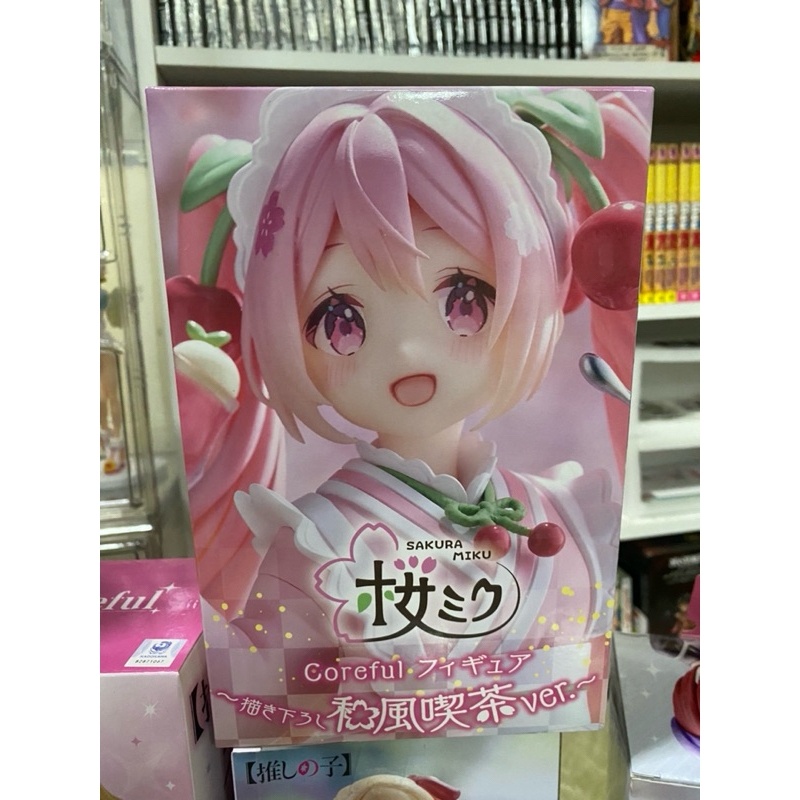 SAKURA
MIKU
桜ミク
Coreful フィギュア
～描き下ろし和風喫茶ver.～
eful
【推しの子】